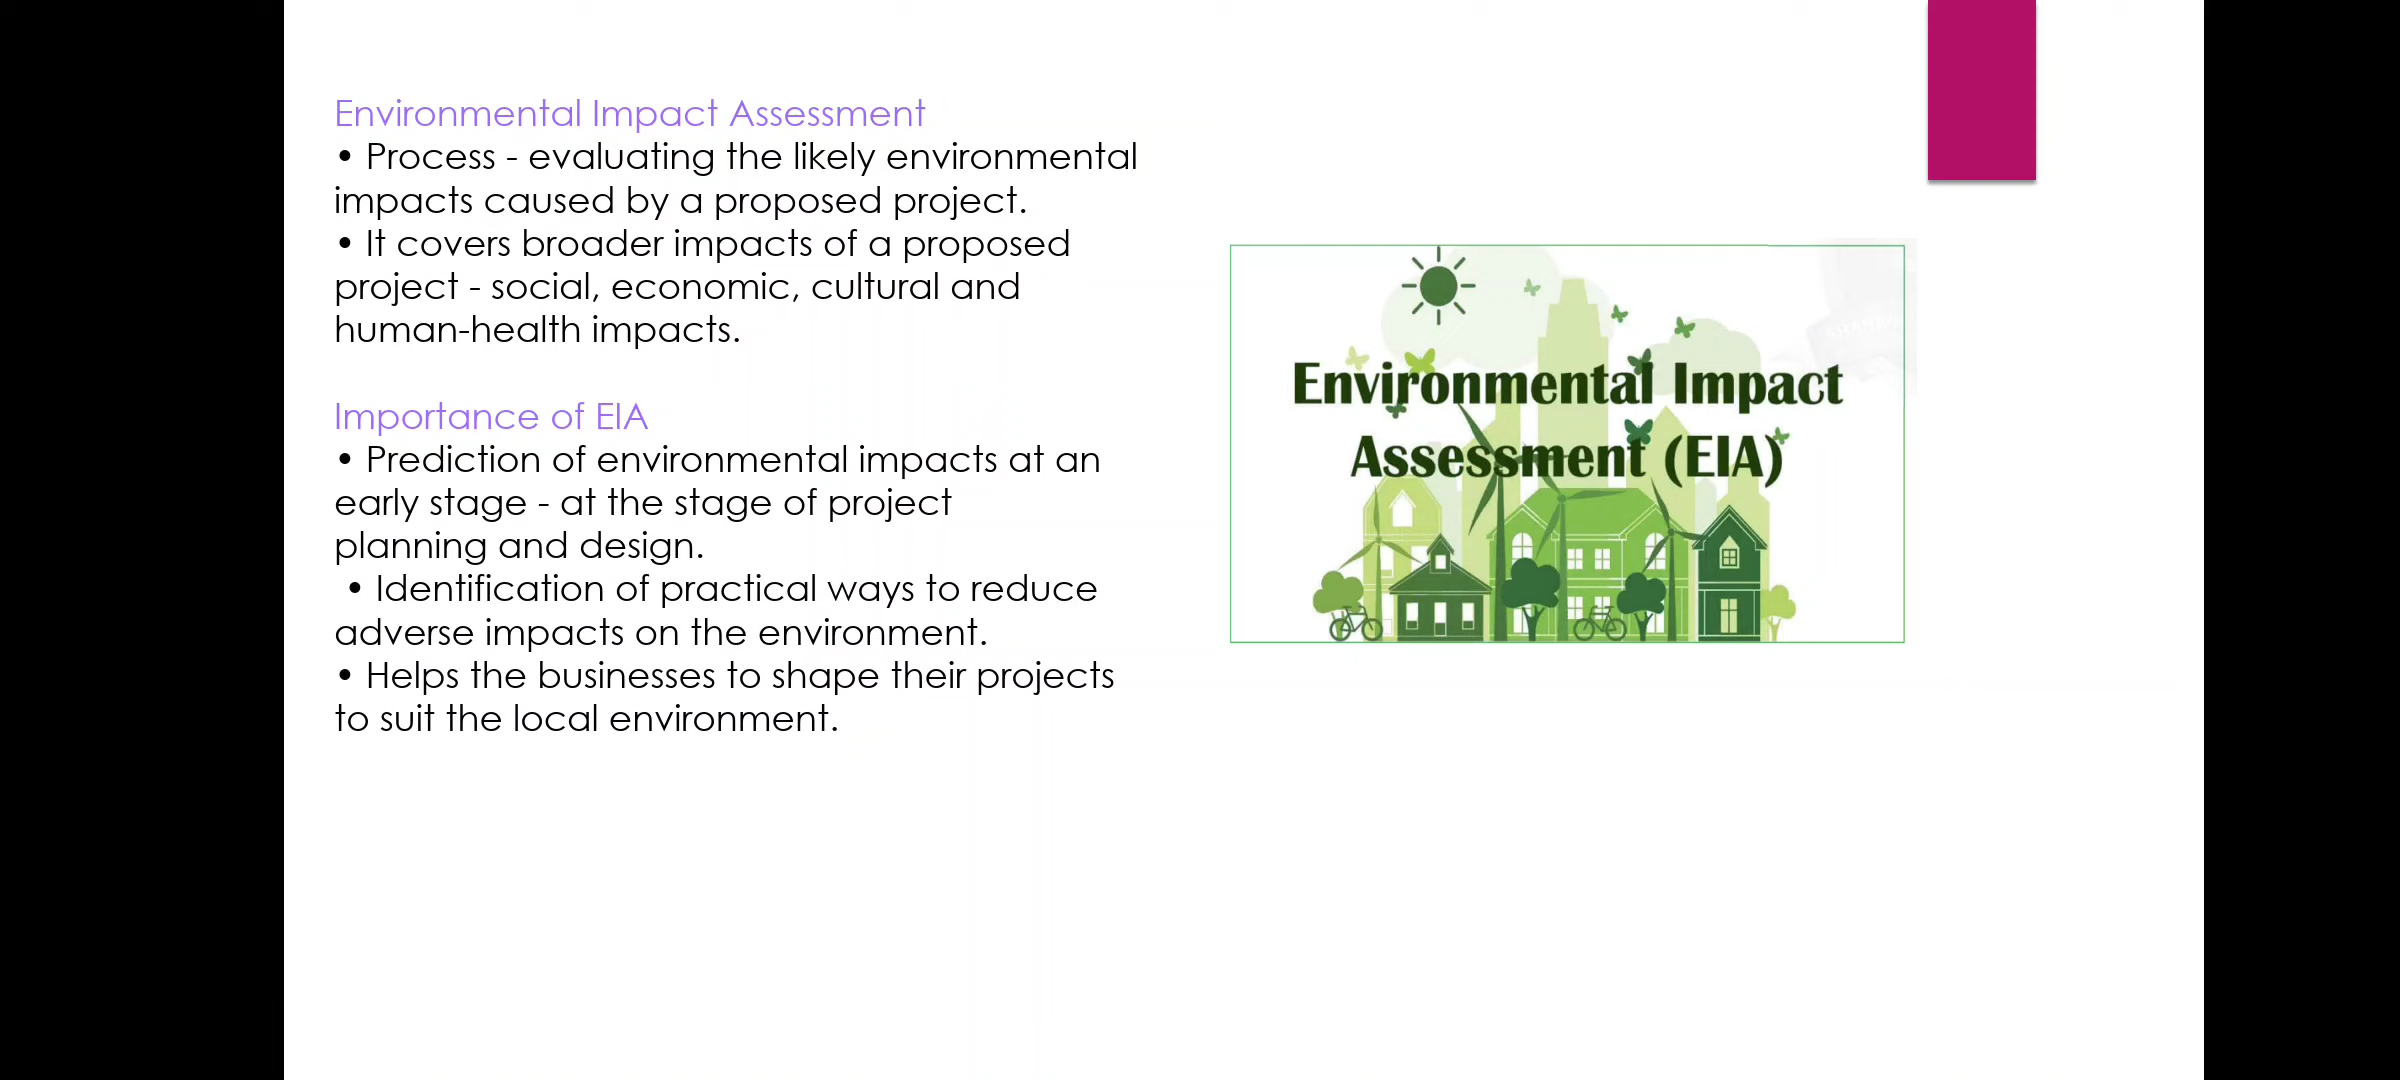 Environmental Impact Assessment
• Process - evaluating the likely environmental
impacts caused by a proposed project.
• It covers broader impacts of a proposed
project - social, economic, cultural and
human-health impacts.
Importance of EIA
• Prediction of environmental impacts at an
early stage - at the stage of project
planning and design.
• Identification of practical ways to reduce
adverse impacts on the environment.
• Helps the businesses to shape their projects
to suit the local environment.
Environmental Impact
Assessment (EIA)